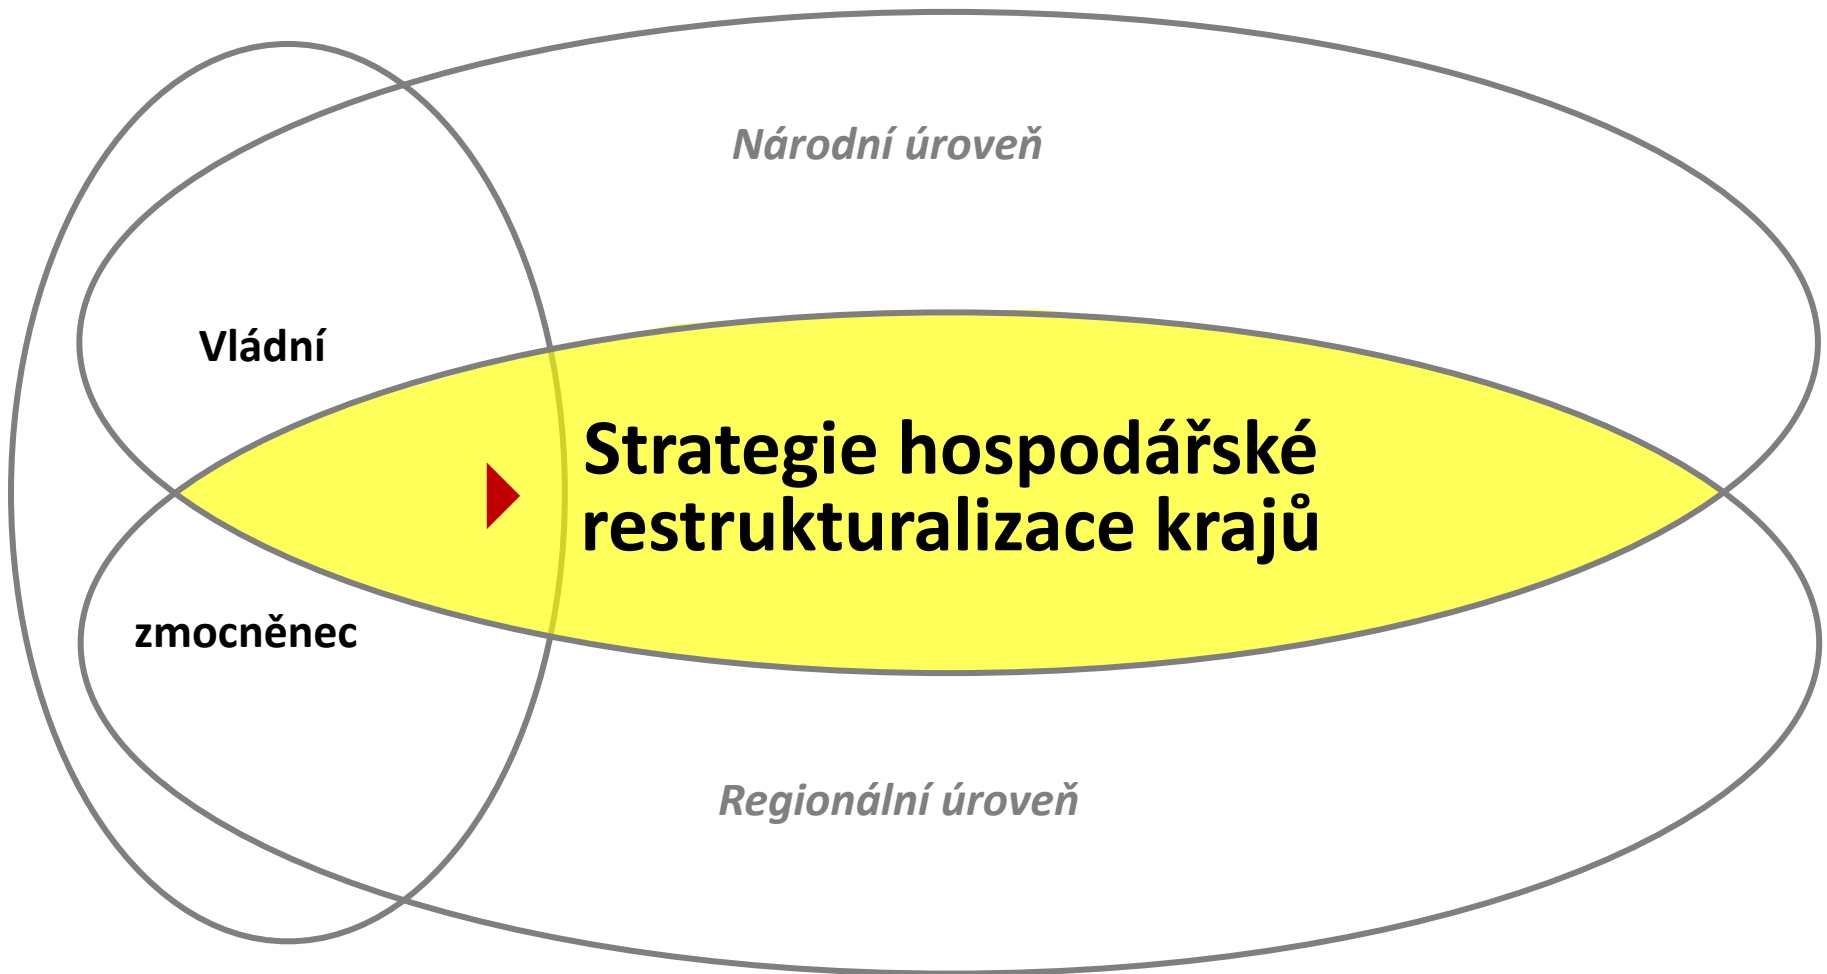 Národní úroveň
Vládní
Strategie hospodářské
restrukturalizace krajů
zmocněnec
Regionální úroveň